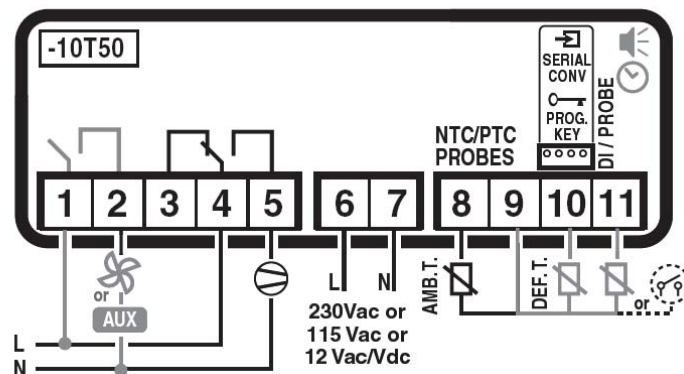 -10T50
SERIAL
CONV
PROG.
KEY
DI / PROBE
NTC/PTC
PROBES
1 2 3 4 5 6 7 8 9 10 11
or
AUX
L
N
L N
230Vac or
115 Vac or
12 Vac/Vdc
AMB.T.
DEF.T.
or